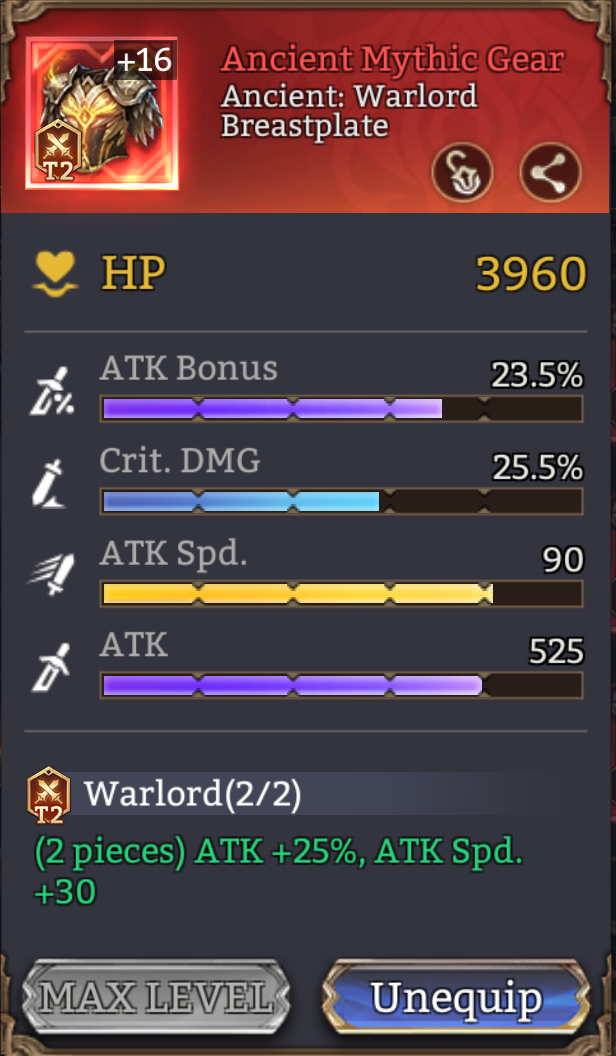 +16
T2
Ancient Mythic Gear
Ancient: Warlord
Breastplate
HP 3960
ATK Bonus 23.5%
Crit. DMG 25.5%
ATK Spd. 90
ATK 525
T2
Warlord(2/2)
(2 pieces) ATK +25%, ATK Spd.
+30
MAX LEVEL
Unequip